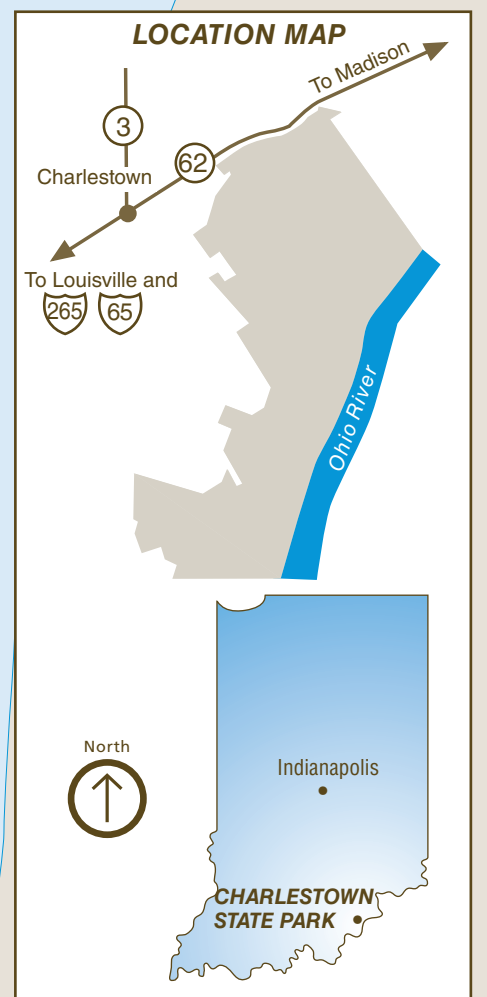 LOCATION MAP
To Madison
3
62
Charlestown
To Louisville and
265 65
Ohio River
North
Indianapolis
CHARLESTOWN
STATE PARK